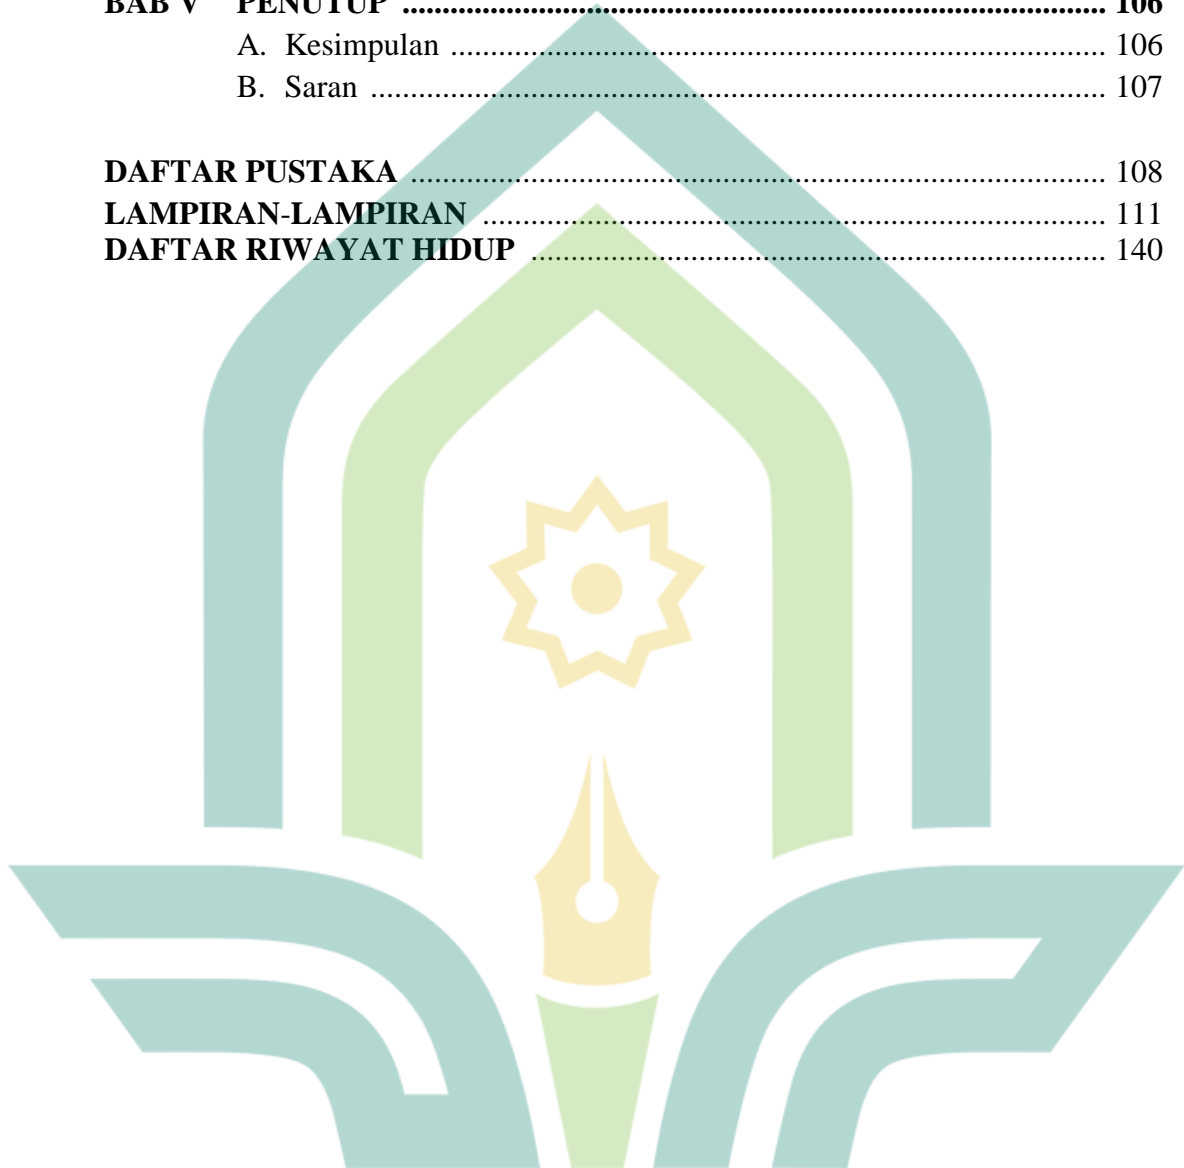 BAB V PENUTUP ........................................................................................ 106
A. Kesimpulan .................................................................................. 106
B. Saran ............................................................................................ 107
DAFTAR PUSTAKA ....................................................................................... 108
LAMPIRAN-LAMPIRAN .............................................................................. 111
DAFTAR RIWAYAT HIDUP ........................................................................ 140